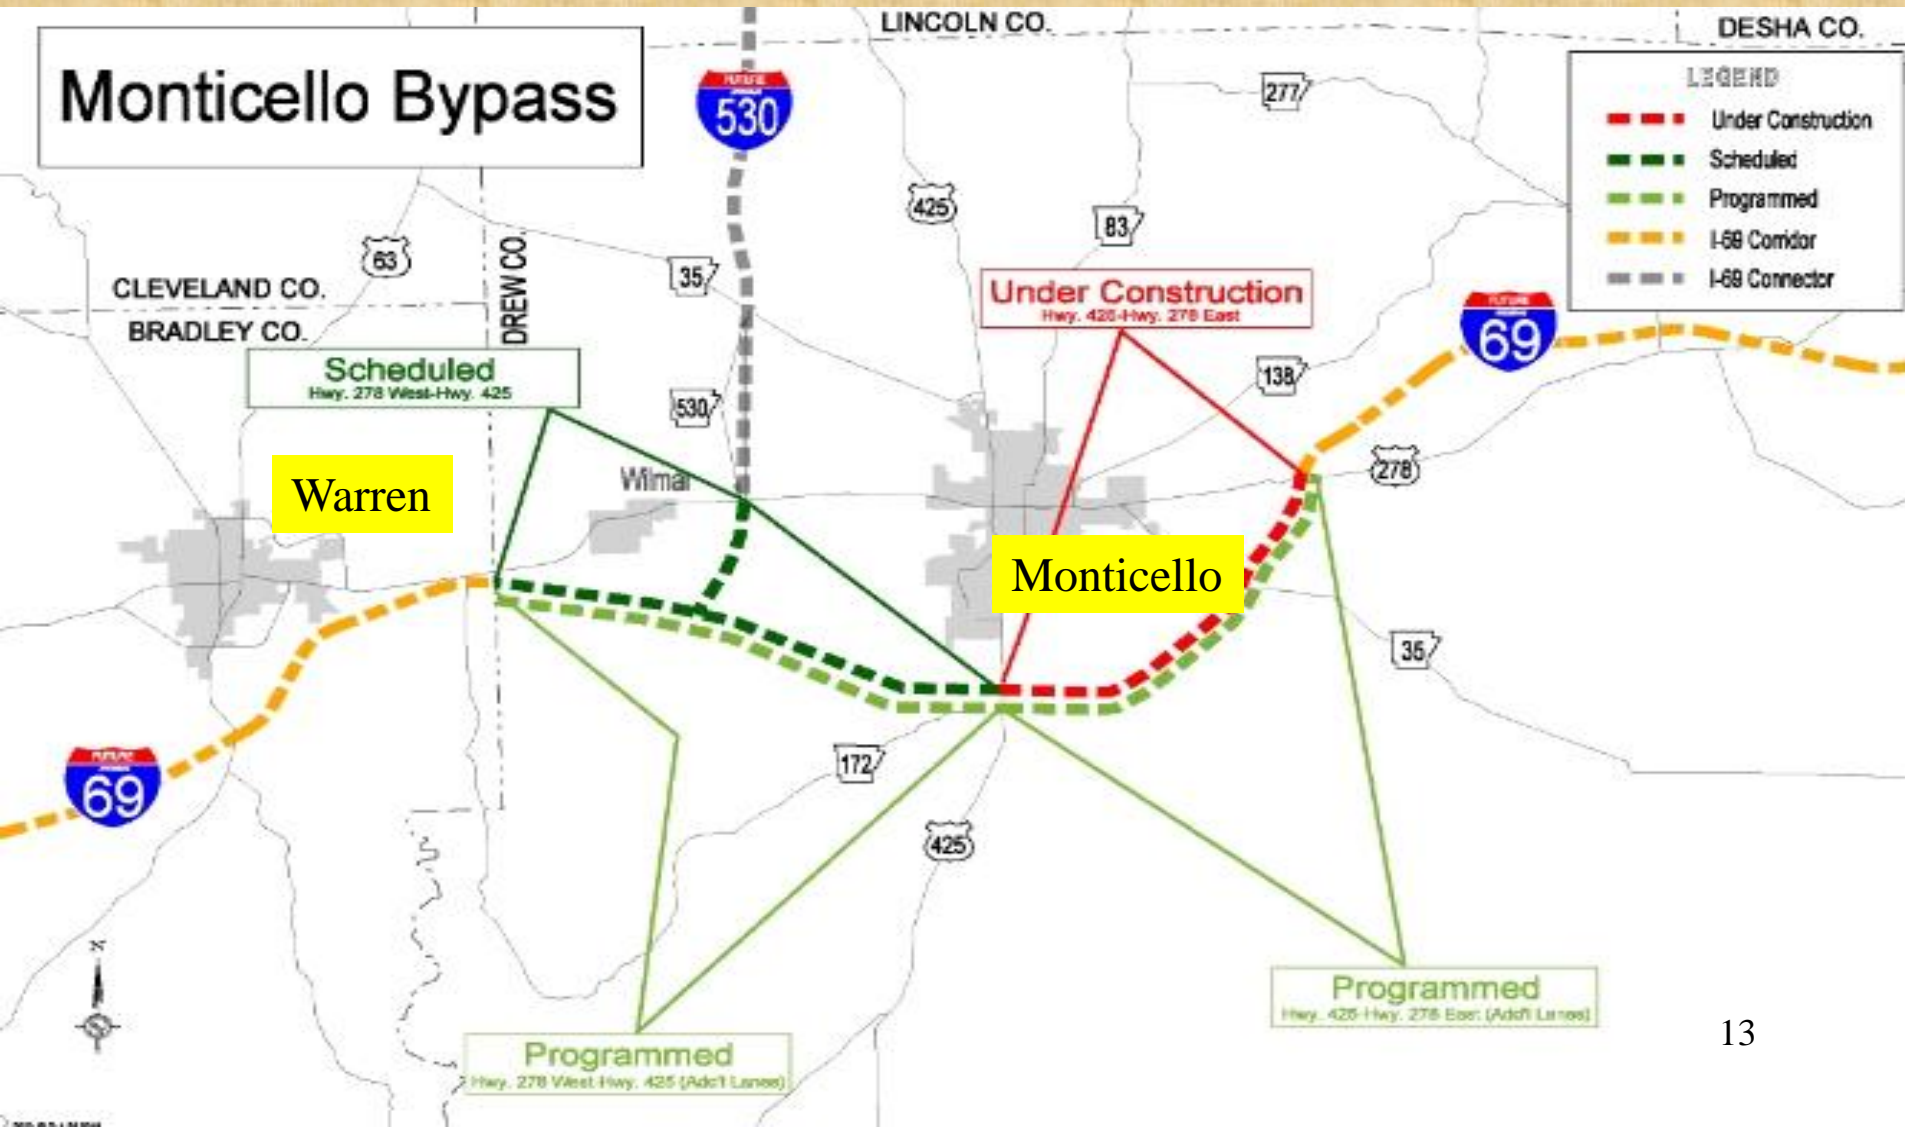 LINCOLN CO.
DESHA CO.
Monticello Bypass
FUTURE
530
LEGEND
Under Construction
Scheduled
Programmed
I-69 Corridor
I-69 Connector
277
425
83
63
35
DREW CO.
CLEVELAND CO.
BRADLEY CO.
Under Construction
Hwy. 425-Hwy. 278 East
FUTURE
69
Scheduled
Hwy. 278 West-Hwy. 425
138
530
278
Wilmar
Warren
Monticello
35
FUTURE
69
172
425
N
Programmed
Hwy. 425-Hwy. 278 East (Add'l Lanes)
13
Programmed
Hwy. 278 West-Hwy. 425 (Add'l Lanes)